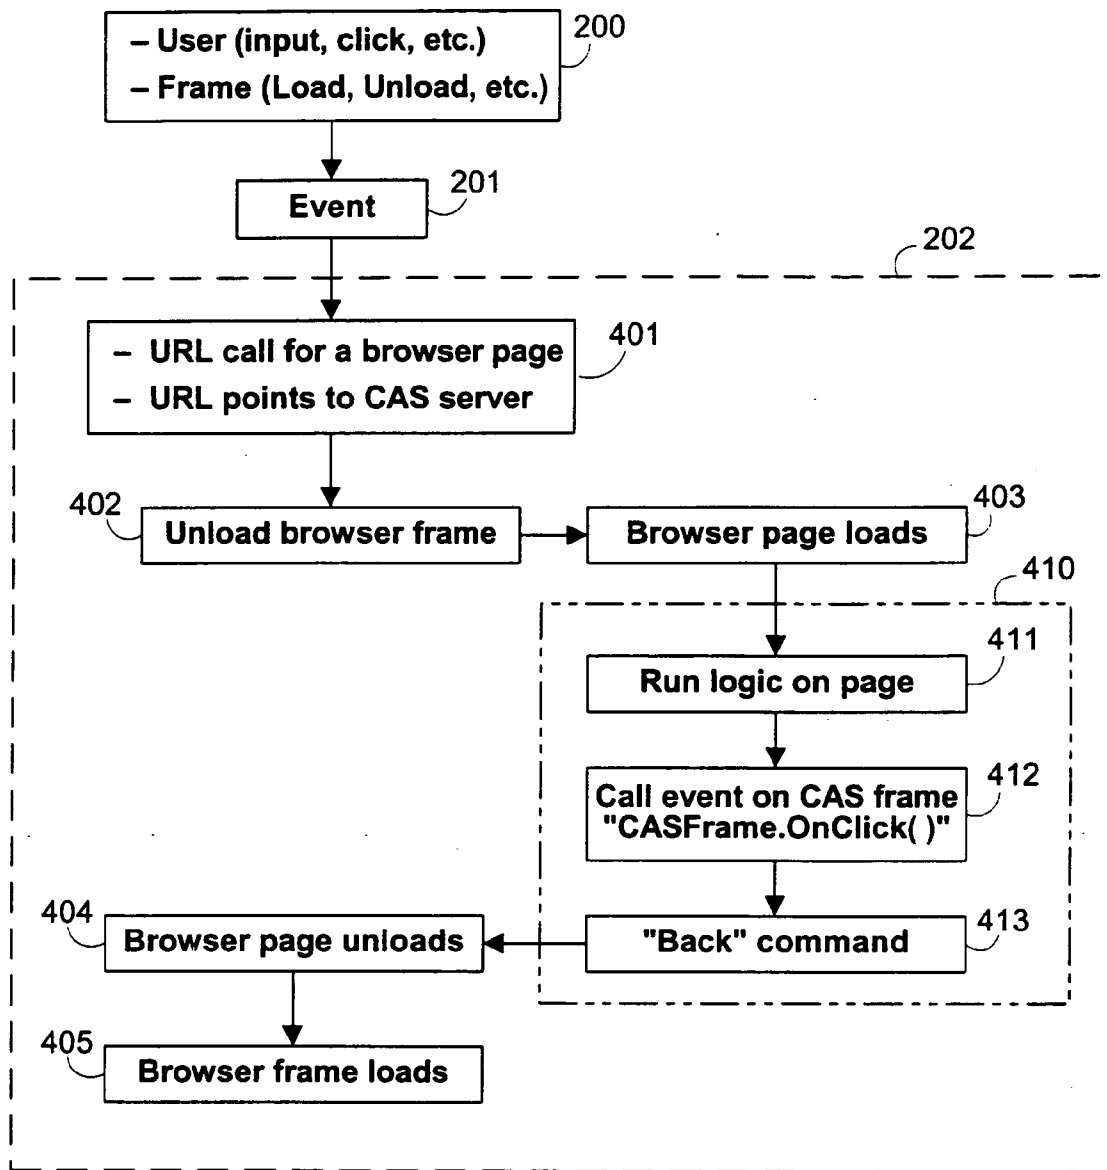 – User (input, click, etc.)
– Frame (Load, Unload, etc.)
200
Event
201
202
– URL call for a browser page
– URL points to CAS server
401
402
Unload browser frame
Browser page loads
403
410
Run logic on page
411
Call event on CAS frame
"CASFrame.OnClick( )"
412
404
Browser page unloads
"Back" command
413
405
Browser frame loads